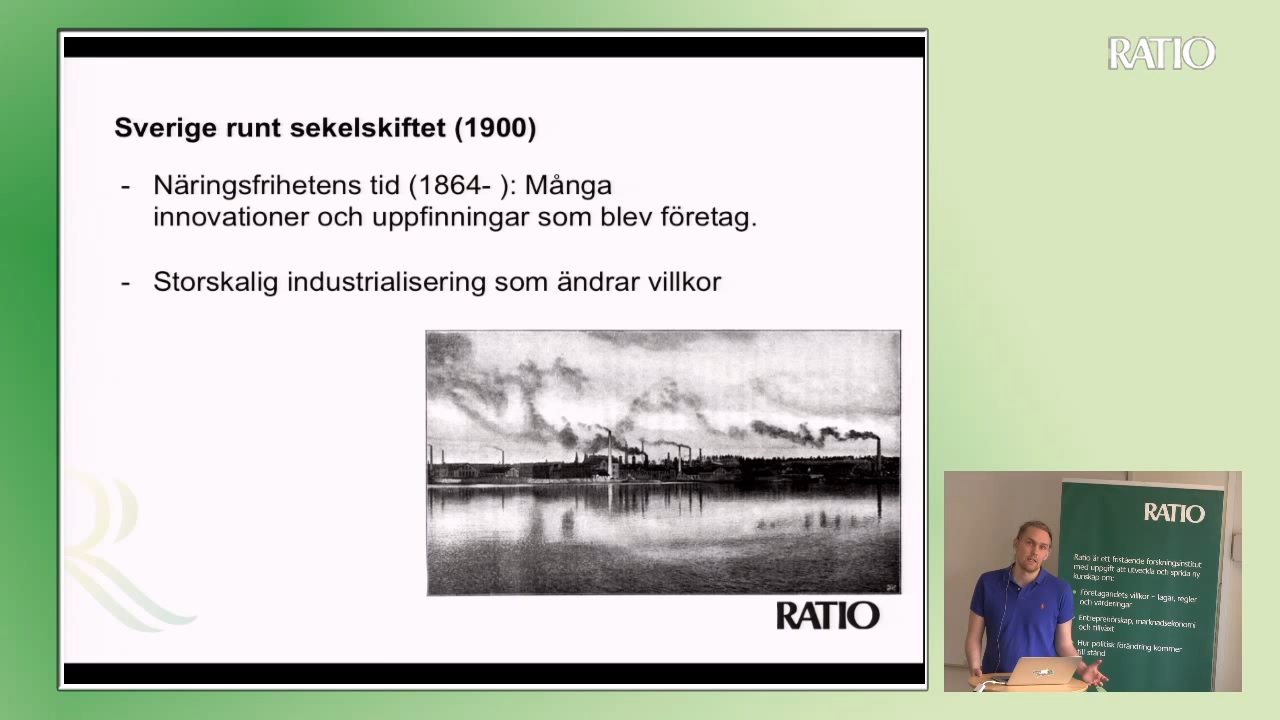 RATIO
Sverige runt sekelskiftet (1900)
- Näringsfrihetens tid (1864- ): Många
innovationer och uppfinningar som blev företag.
- Storskalig industrialisering som ändrar villkor
RATIO
RATIO
Ratio är ett fristående forskningsinstitut
med uppgift att utveckla och sprida ny
kunskap om:
Företagandets villkor – lagar, regler
och värderingar
Entreprenörskap, marknadsekonomi
och tillväxt
Hur politisk förändring kommer
till stånd